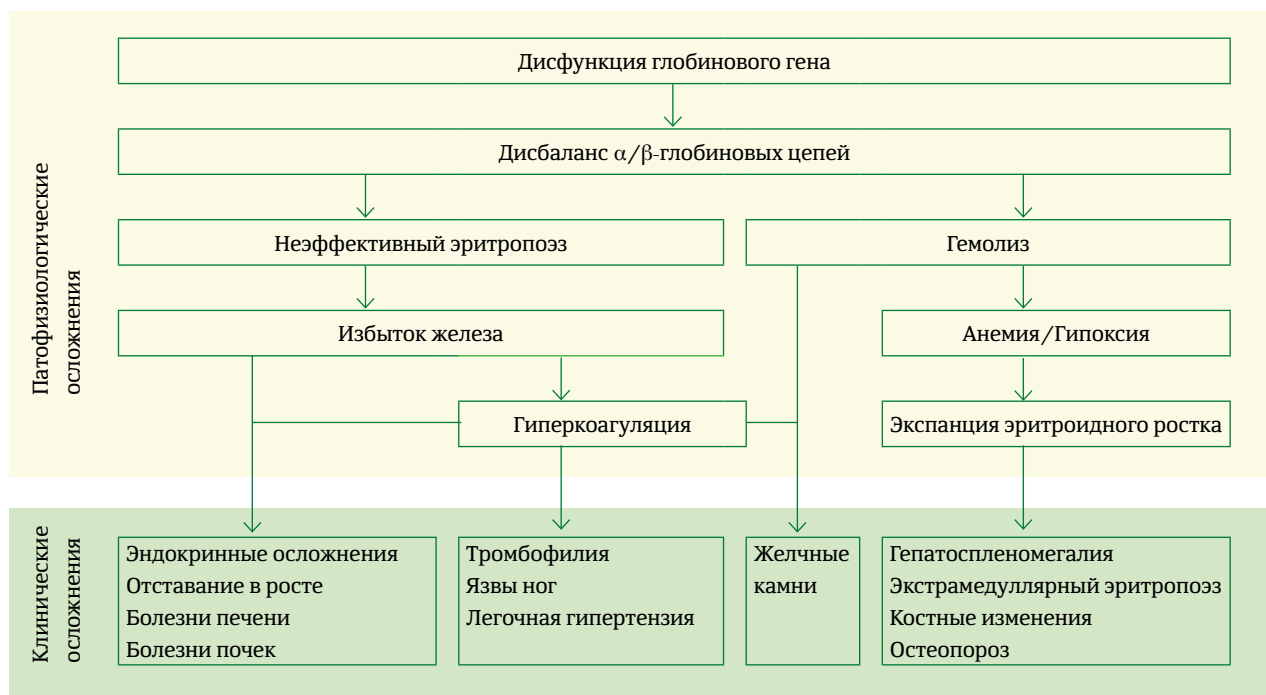 Патофизиологические
осложнения
Дисфункция глобинового гена
Дисбаланс α/β-глобиновых цепей
Неэффективный эритропоэз
Гемолиз
Избыток железа
Анемия/Гипоксия
Гиперкоагуляция
Экспанция эритроидного ростка
Клинические
осложнения
Эндокринные осложнения
Отставание в росте
Болезни печени
Болезни почек
Тромбофилия
Язвы ног
Легочная гипертензия
Желчные
камни
Гепатоспленомегалия
Экстрамедуллярный эритропоэз
Костные изменения
Остеопороз